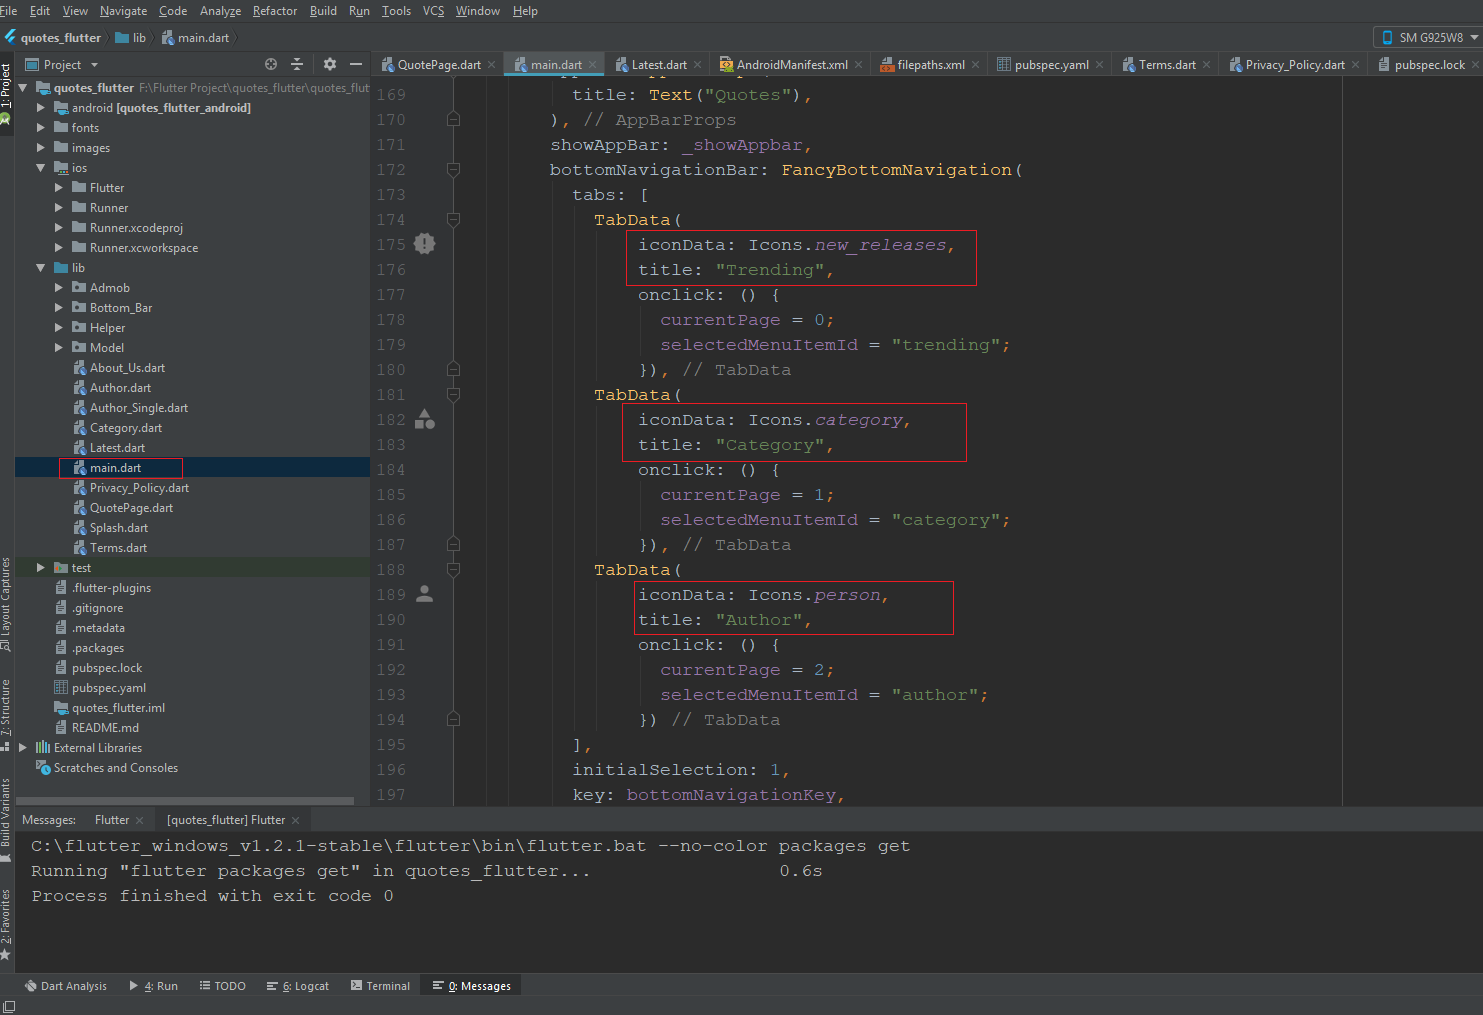 File Edit View Navigate Code Analyze Refactor Build Run Tools VCS Window Help
quotes_flutter lib main.dart SM G925W8
Project QuotePage.dart main.dart Latest.dart AndroidManifest.xml filepaths.xml pubspec.yaml Terms.dart Privacy_Policy.dart pubspec.lock
1: Project
quotes_flutter F:\Flutter Project\quotes_flutter\quotes_flut
android [quotes_flutter_android]
fonts
images
ios
Flutter
Runner
Runner.xcodeproj
Runner.xcworkspace
lib
Admob
Bottom_Bar
Helper
Model
About_Us.dart
Author.dart
Author_Single.dart
Category.dart
Latest.dart
main.dart
Privacy_Policy.dart
QuotePage.dart
Splash.dart
Terms.dart
test
.flutter-plugins
.gitignore
.metadata
.packages
pubspec.lock
pubspec.yaml
quotes_flutter.iml
README.md
External Libraries
Scratches and Consoles
Layout Captures
7: Structure
Build Variants
2: Favorites
169 title: Text("Quotes"),
170 ), // AppBarProps
171 showAppBar: _showAppbar,
172 bottomNavigationBar: FancyBottomNavigation(
173 tabs: [
174 TabData(
175 iconData: Icons.new_releases,
176 title: "Trending",
177 onclick: () {
178 currentPage = 0;
179 selectedMenuItemId = "trending";
180 }), // TabData
181 TabData(
182 iconData: Icons.category,
183 title: "Category",
184 onclick: () {
185 currentPage = 1;
186 selectedMenuItemId = "category";
187 }), // TabData
188 TabData(
189 iconData: Icons.person,
190 title: "Author",
191 onclick: () {
192 currentPage = 2;
193 selectedMenuItemId = "author";
194 }) // TabData
195 ],
196 initialSelection: 1,
197 key: bottomNavigationKey,
Messages: Flutter [quotes_flutter] Flutter
C:\flutter_windows_v1.2.1-stable\flutter\bin\flutter.bat --no-color packages get
Running "flutter packages get" in quotes_flutter... 0.6s
Process finished with exit code 0
Dart Analysis 4: Run TODO 6: Logcat Terminal 0: Messages